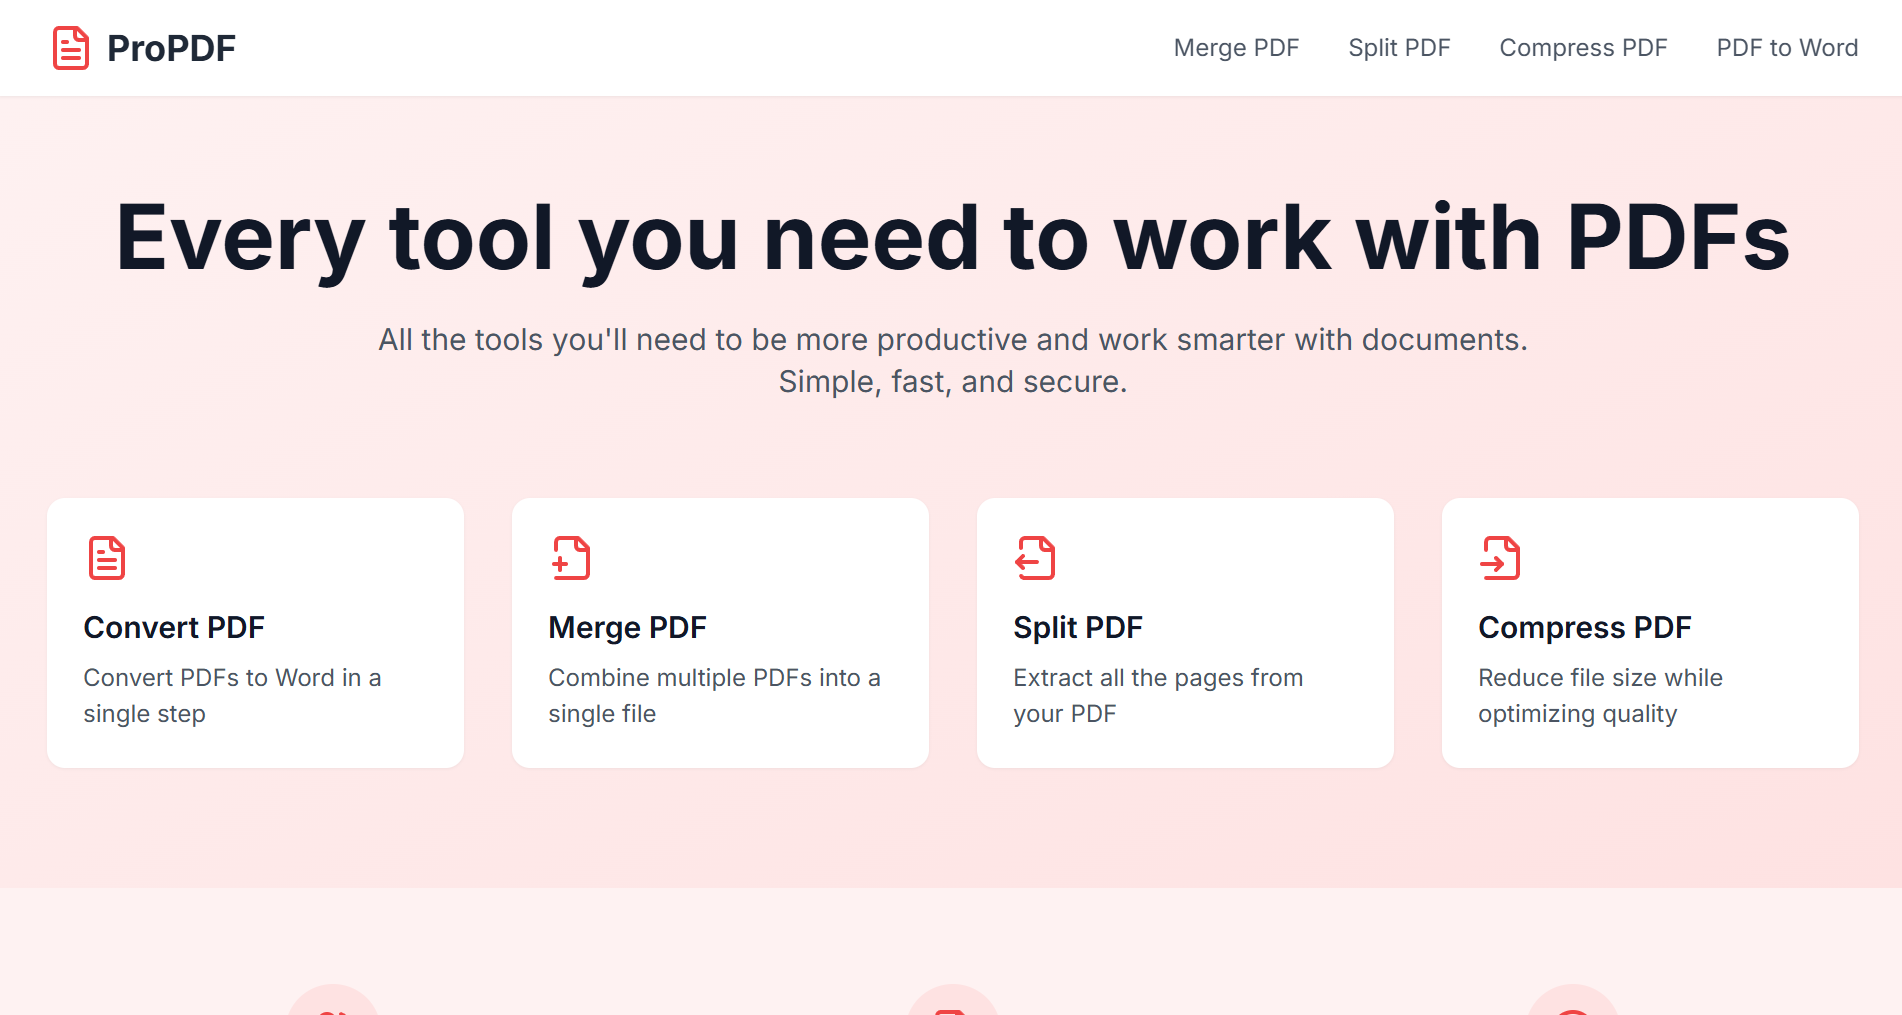 ProPDF
Merge PDF
Split PDF
Compress PDF
PDF to Word
Every tool you need to work with PDFs
All the tools you'll need to be more productive and work smarter with documents.
Simple, fast, and secure.
Convert PDF
Convert PDFs to Word in a
single step
Merge PDF
Combine multiple PDFs into a
single file
Split PDF
Extract all the pages from
your PDF
Compress PDF
Reduce file size while
optimizing quality